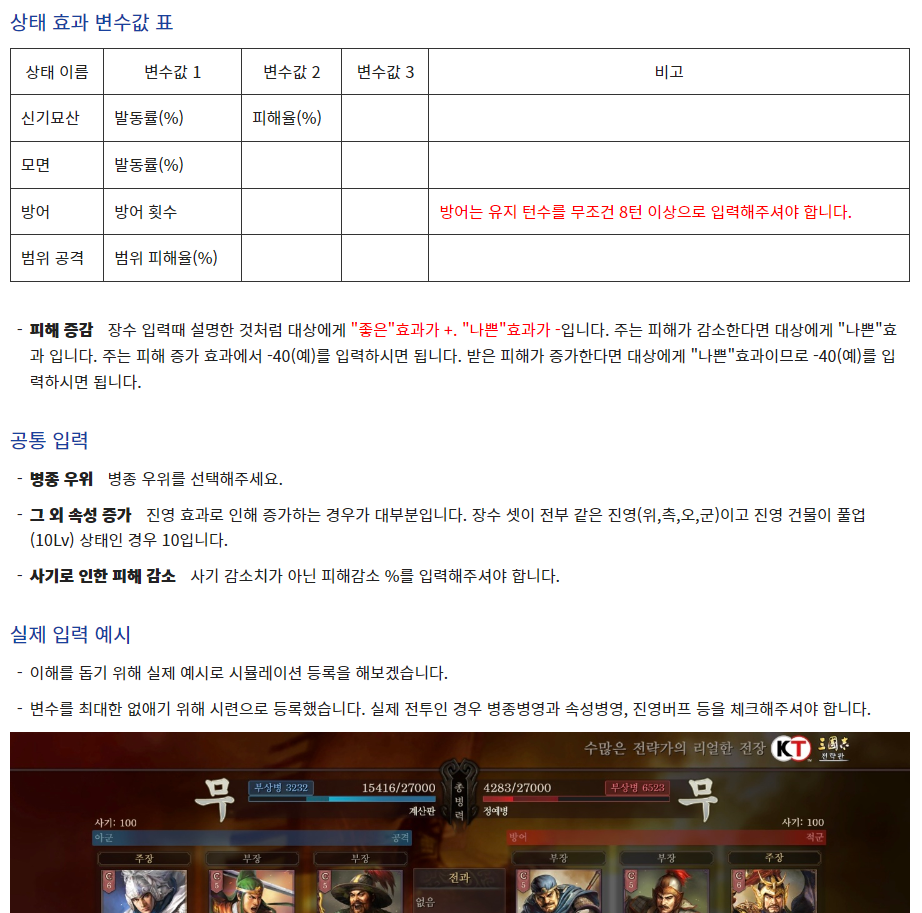 상태 효과 변수값 표
상태 이름 변수값 1 변수값 2 변수값 3 비고
신기묘산 발동률(%) 피해율(%)
모면 발동률(%)
방어 방어 횟수 방어는 유지 턴수를 무조건 8턴 이상으로 입력해주셔야 합니다.
범위 공격 범위 피해율(%)
- 피해 증감 장수 입력때 설명한 것처럼 대상에게 "좋은"효과가 +. "나쁜"효과가 -입니다. 주는 피해가 감소한다면 대상에게 "나쁜"효
과 입니다. 주는 피해 증가 효과에서 -40(예)를 입력하시면 됩니다. 받은 피해가 증가한다면 대상에게 "나쁜"효과이므로 -40(예)를 입
력하시면 됩니다.
공통 입력
- 병종 우위 병종 우위를 선택해주세요.
- 그 외 속성 증가 진영 효과로 인해 증가하는 경우가 대부분입니다. 장수 셋이 전부 같은 진영(위,촉,오,군)이고 진영 건물이 풀업
(10Lv) 상태인 경우 10입니다.
- 사기로 인한 피해 감소 사기 감소치가 아닌 피해감소 %를 입력해주셔야 합니다.
실제 입력 예시
- 이해를 돕기 위해 실제 예시로 시뮬레이션 등록을 해보겠습니다.
- 변수를 최대한 없애기 위해 시련으로 등록했습니다. 실제 전투인 경우 병종병영과 속성병영, 진영버프 등을 체크해주셔야 합니다.
수많은 전략가의 리얼한 전장 KT 三國志 전략판
무 부상병 3232 15416/27000 총병력 4283/27000 부상병 6523 무
계산판 정예병
사기: 100 사기: 100
아군 공격 방어 적군
주장 부장 부장 전과 부장 부장 주장
C 6 C 5 C 5 C 5 C 5 C 6
없음